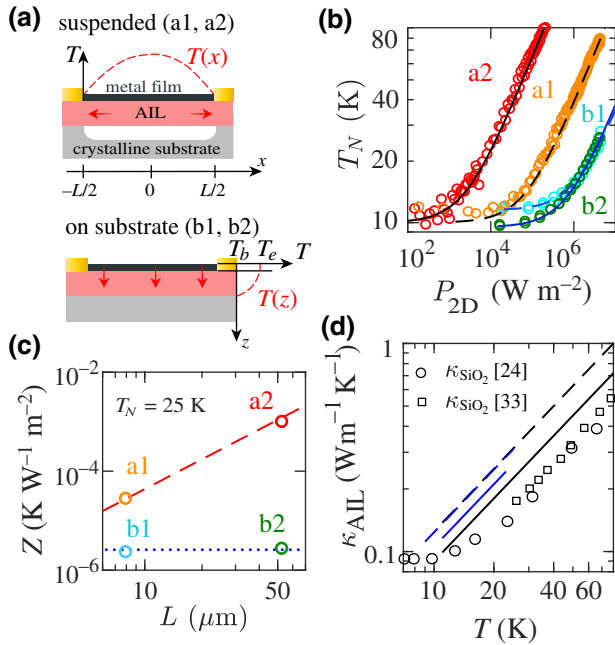 (a)
suspended (a1, a2)
T
T(x)
metal film
AIL
crystalline substrate
x
–L/2
0
L/2
on substrate (b1, b2)
T_b T_e T
T(z)
z
(b)
80
40
20
10
T_N (K)
a2
a1
b1
b2
10^2
10^4
10^6
P_2D (W m^−2)
(c)
10^−2
10^−4
10^−6
Z (K W^−1 m^2)
T_N = 25 K
a2
a1
b1
b2
10
50
L (μm)
(d)
1
0.1
κ_AIL (Wm^−1 K^−1)
κ_SiO_2 [24]
κ_SiO_2 [33]
10
20
40
T (K)